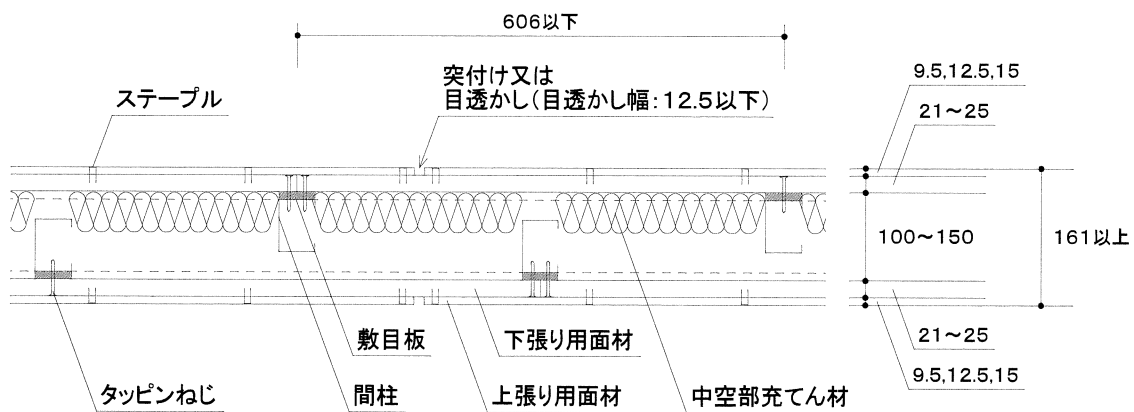 606以下
突付け又は
目透かし(目透かし幅:12.5以下)
ステープル
9.5,12.5,15
21～25
100～150
161以上
21～25
9.5,12.5,15
敷目板
下張り用面材
タッピンねじ
間柱
上張り用面材
中空部充てん材